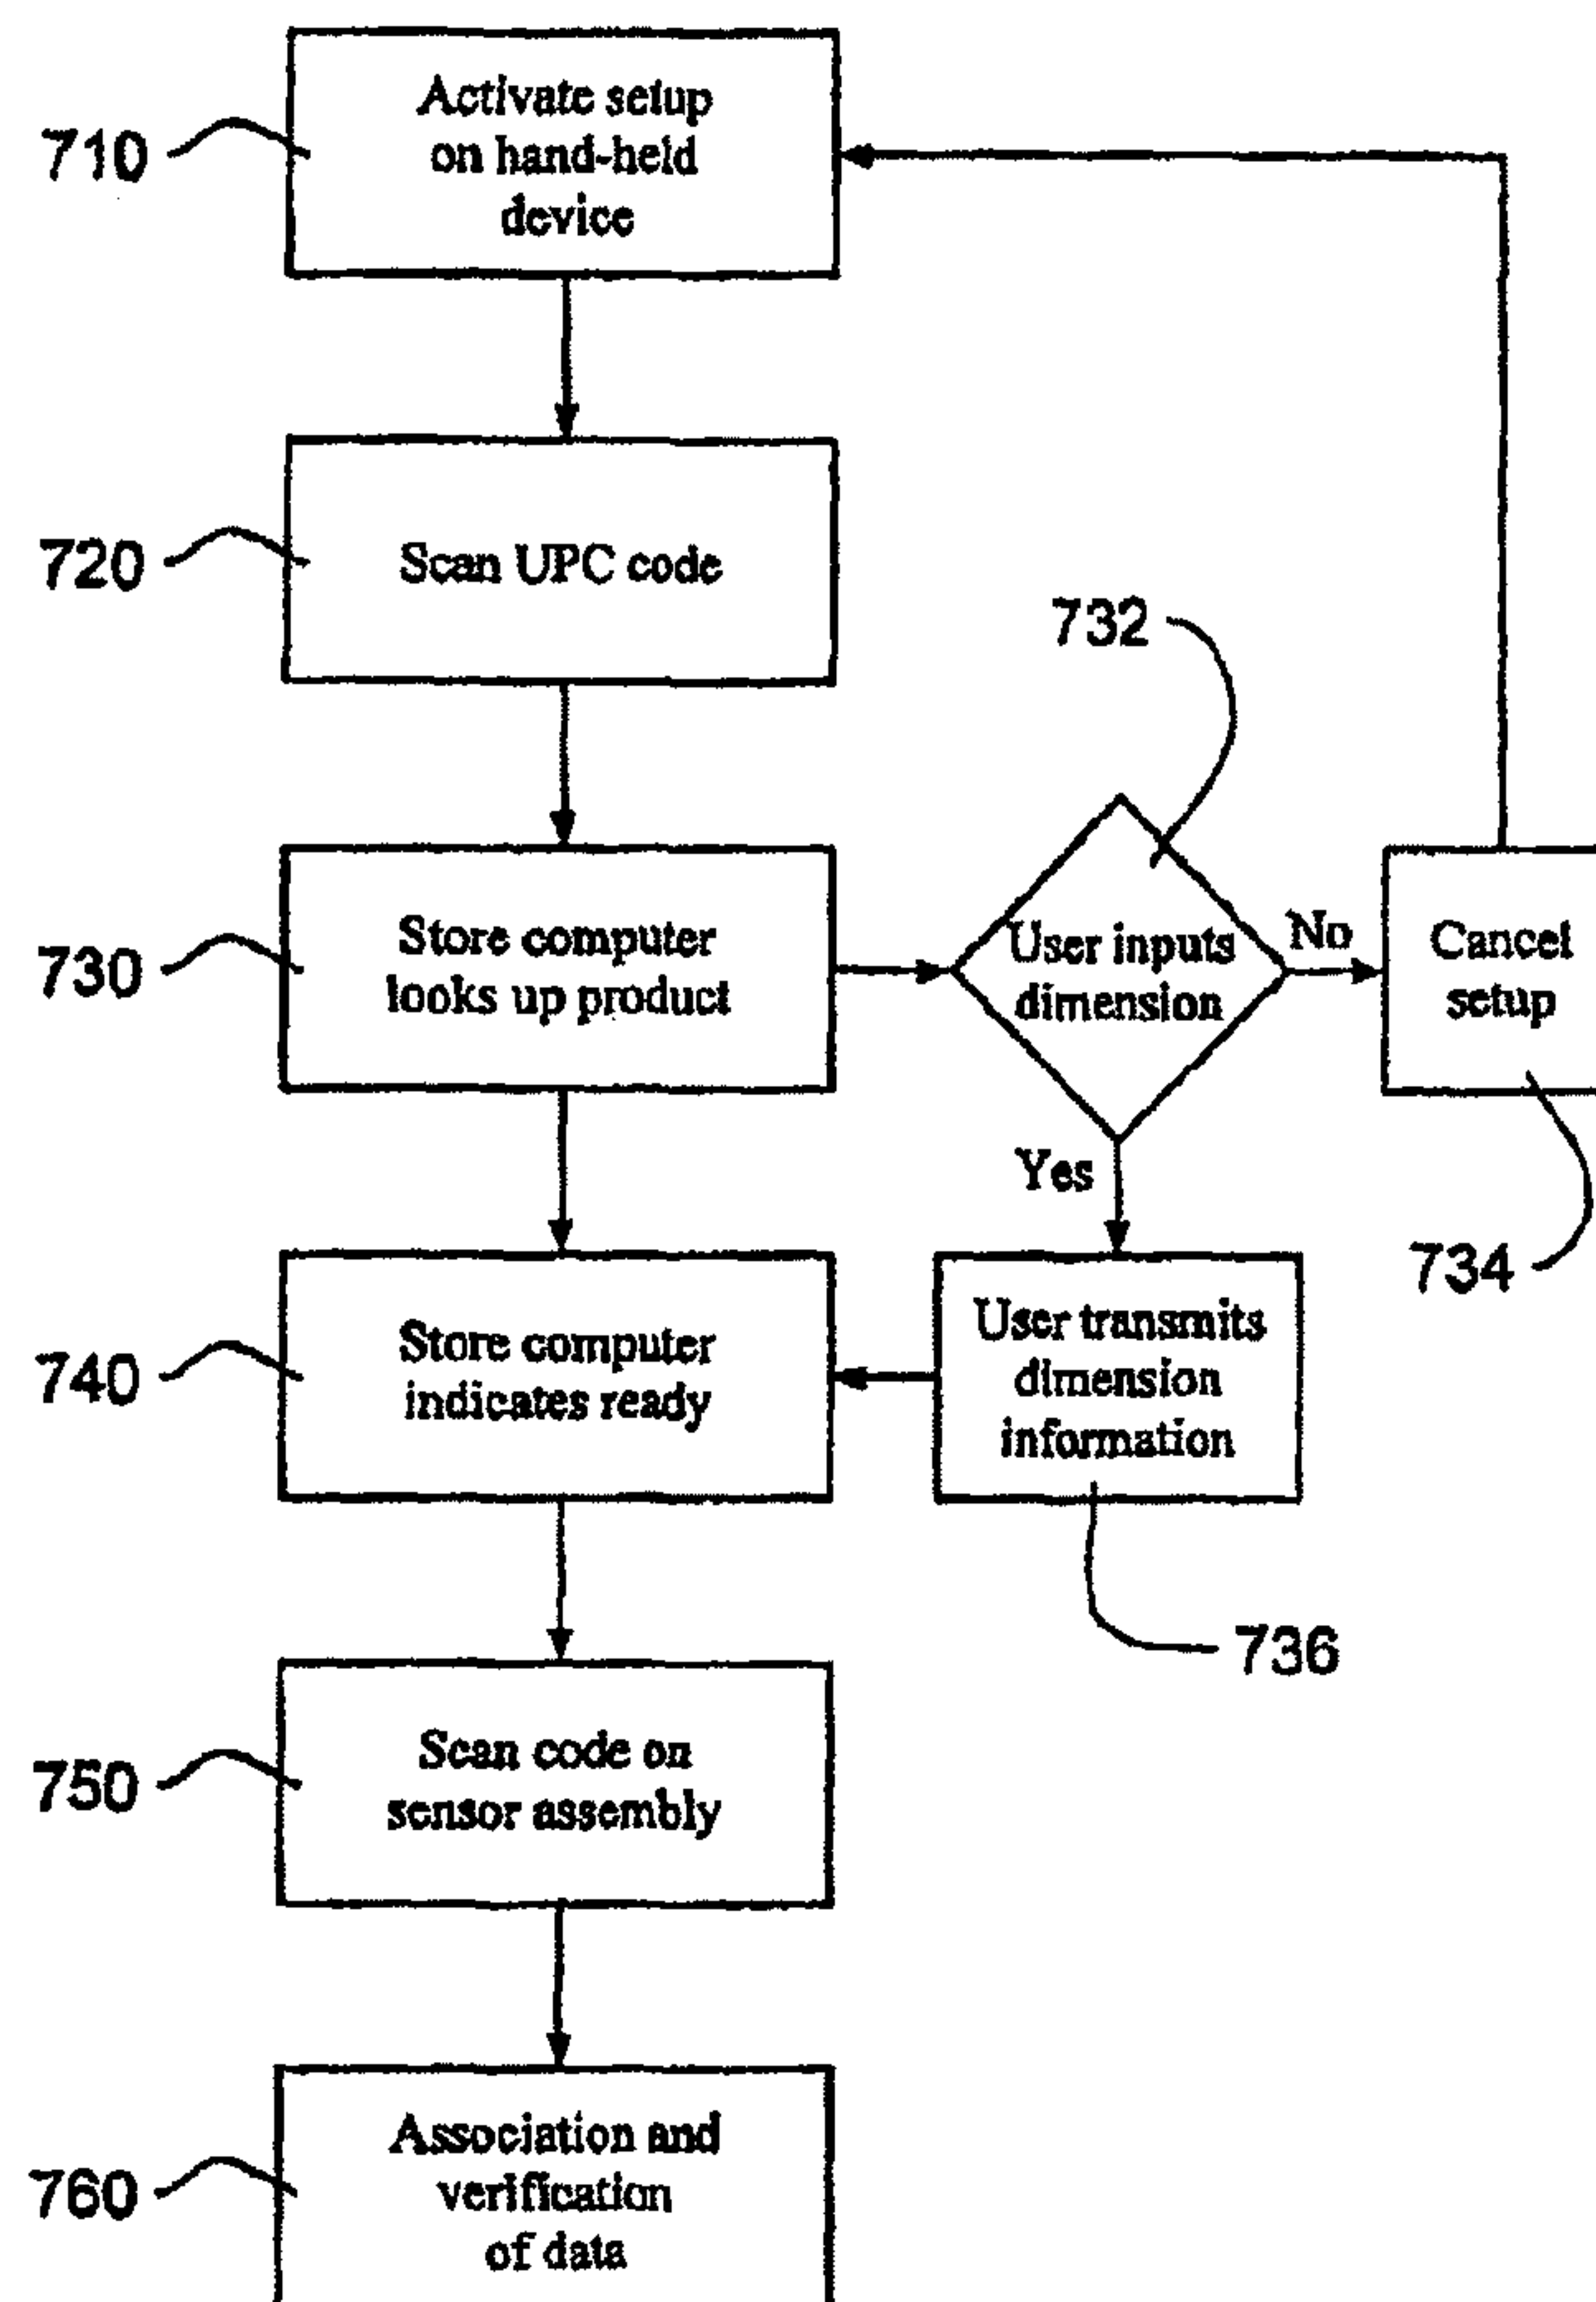 710
Activate setup
on hand-held
device
720
Scan UPC code
732
730
Store computer
looks up product
User inputs
dimension
No
Cancel
setup
Yes
734
740
Store computer
indicates ready
User transmits
dimension
information
736
750
Scan code on
sensor assembly
760
Association and
verification
of data